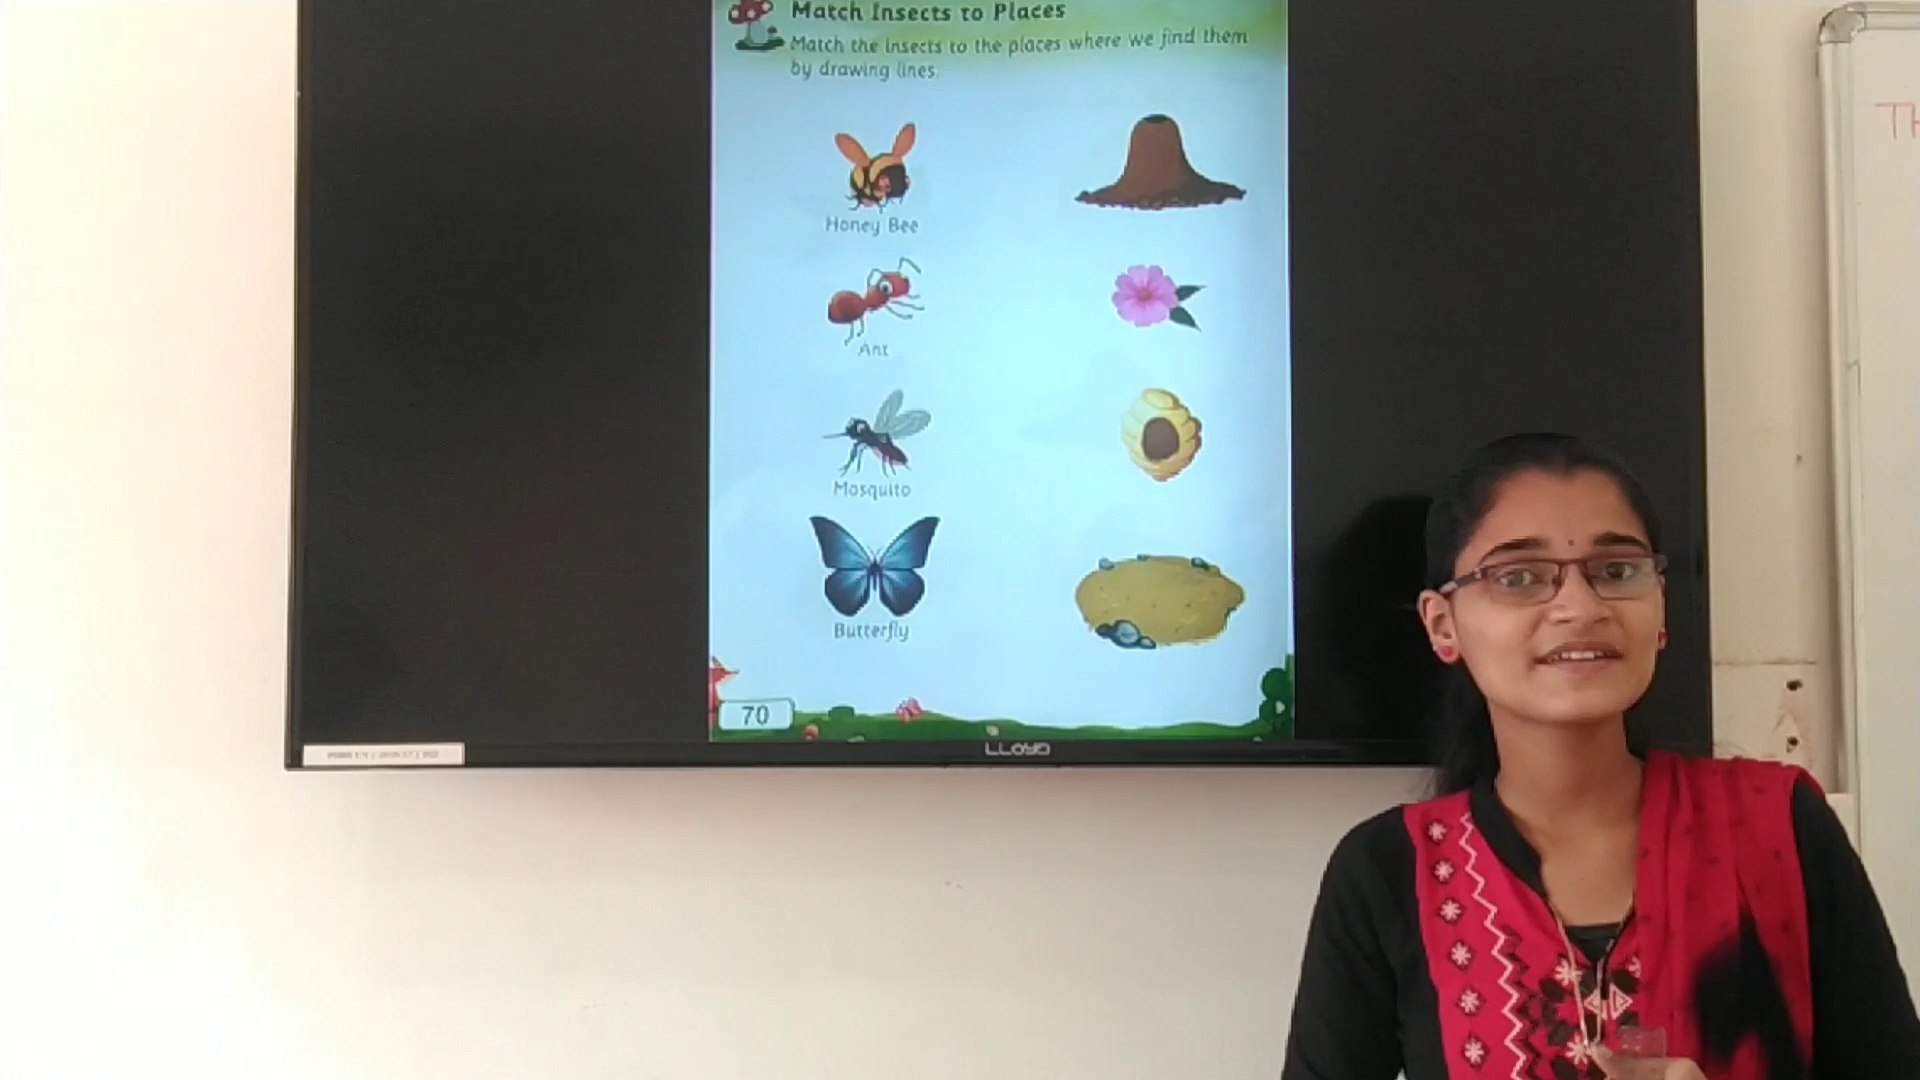 Match Insects to Places
Match the insects to the places where we find them
by drawing lines.
Honey Bee
Ant
Mosquito
Butterfly
70
LLOYD
TH